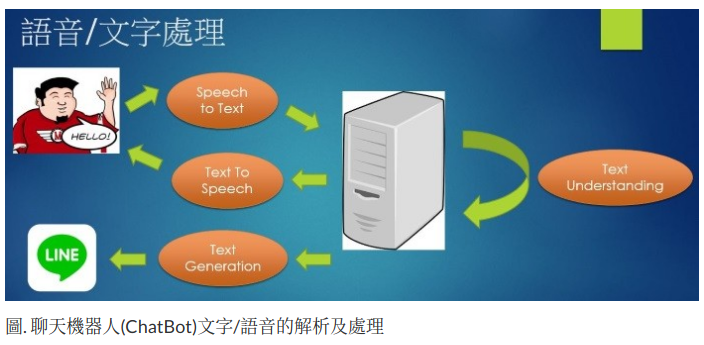 語音/文字處理
Speech
to Text
HELLO!
Text To
Speech
Text
Understanding
LINE
Text
Generation
圖. 聊天機器人(ChatBot)文字/語音的解析及處理